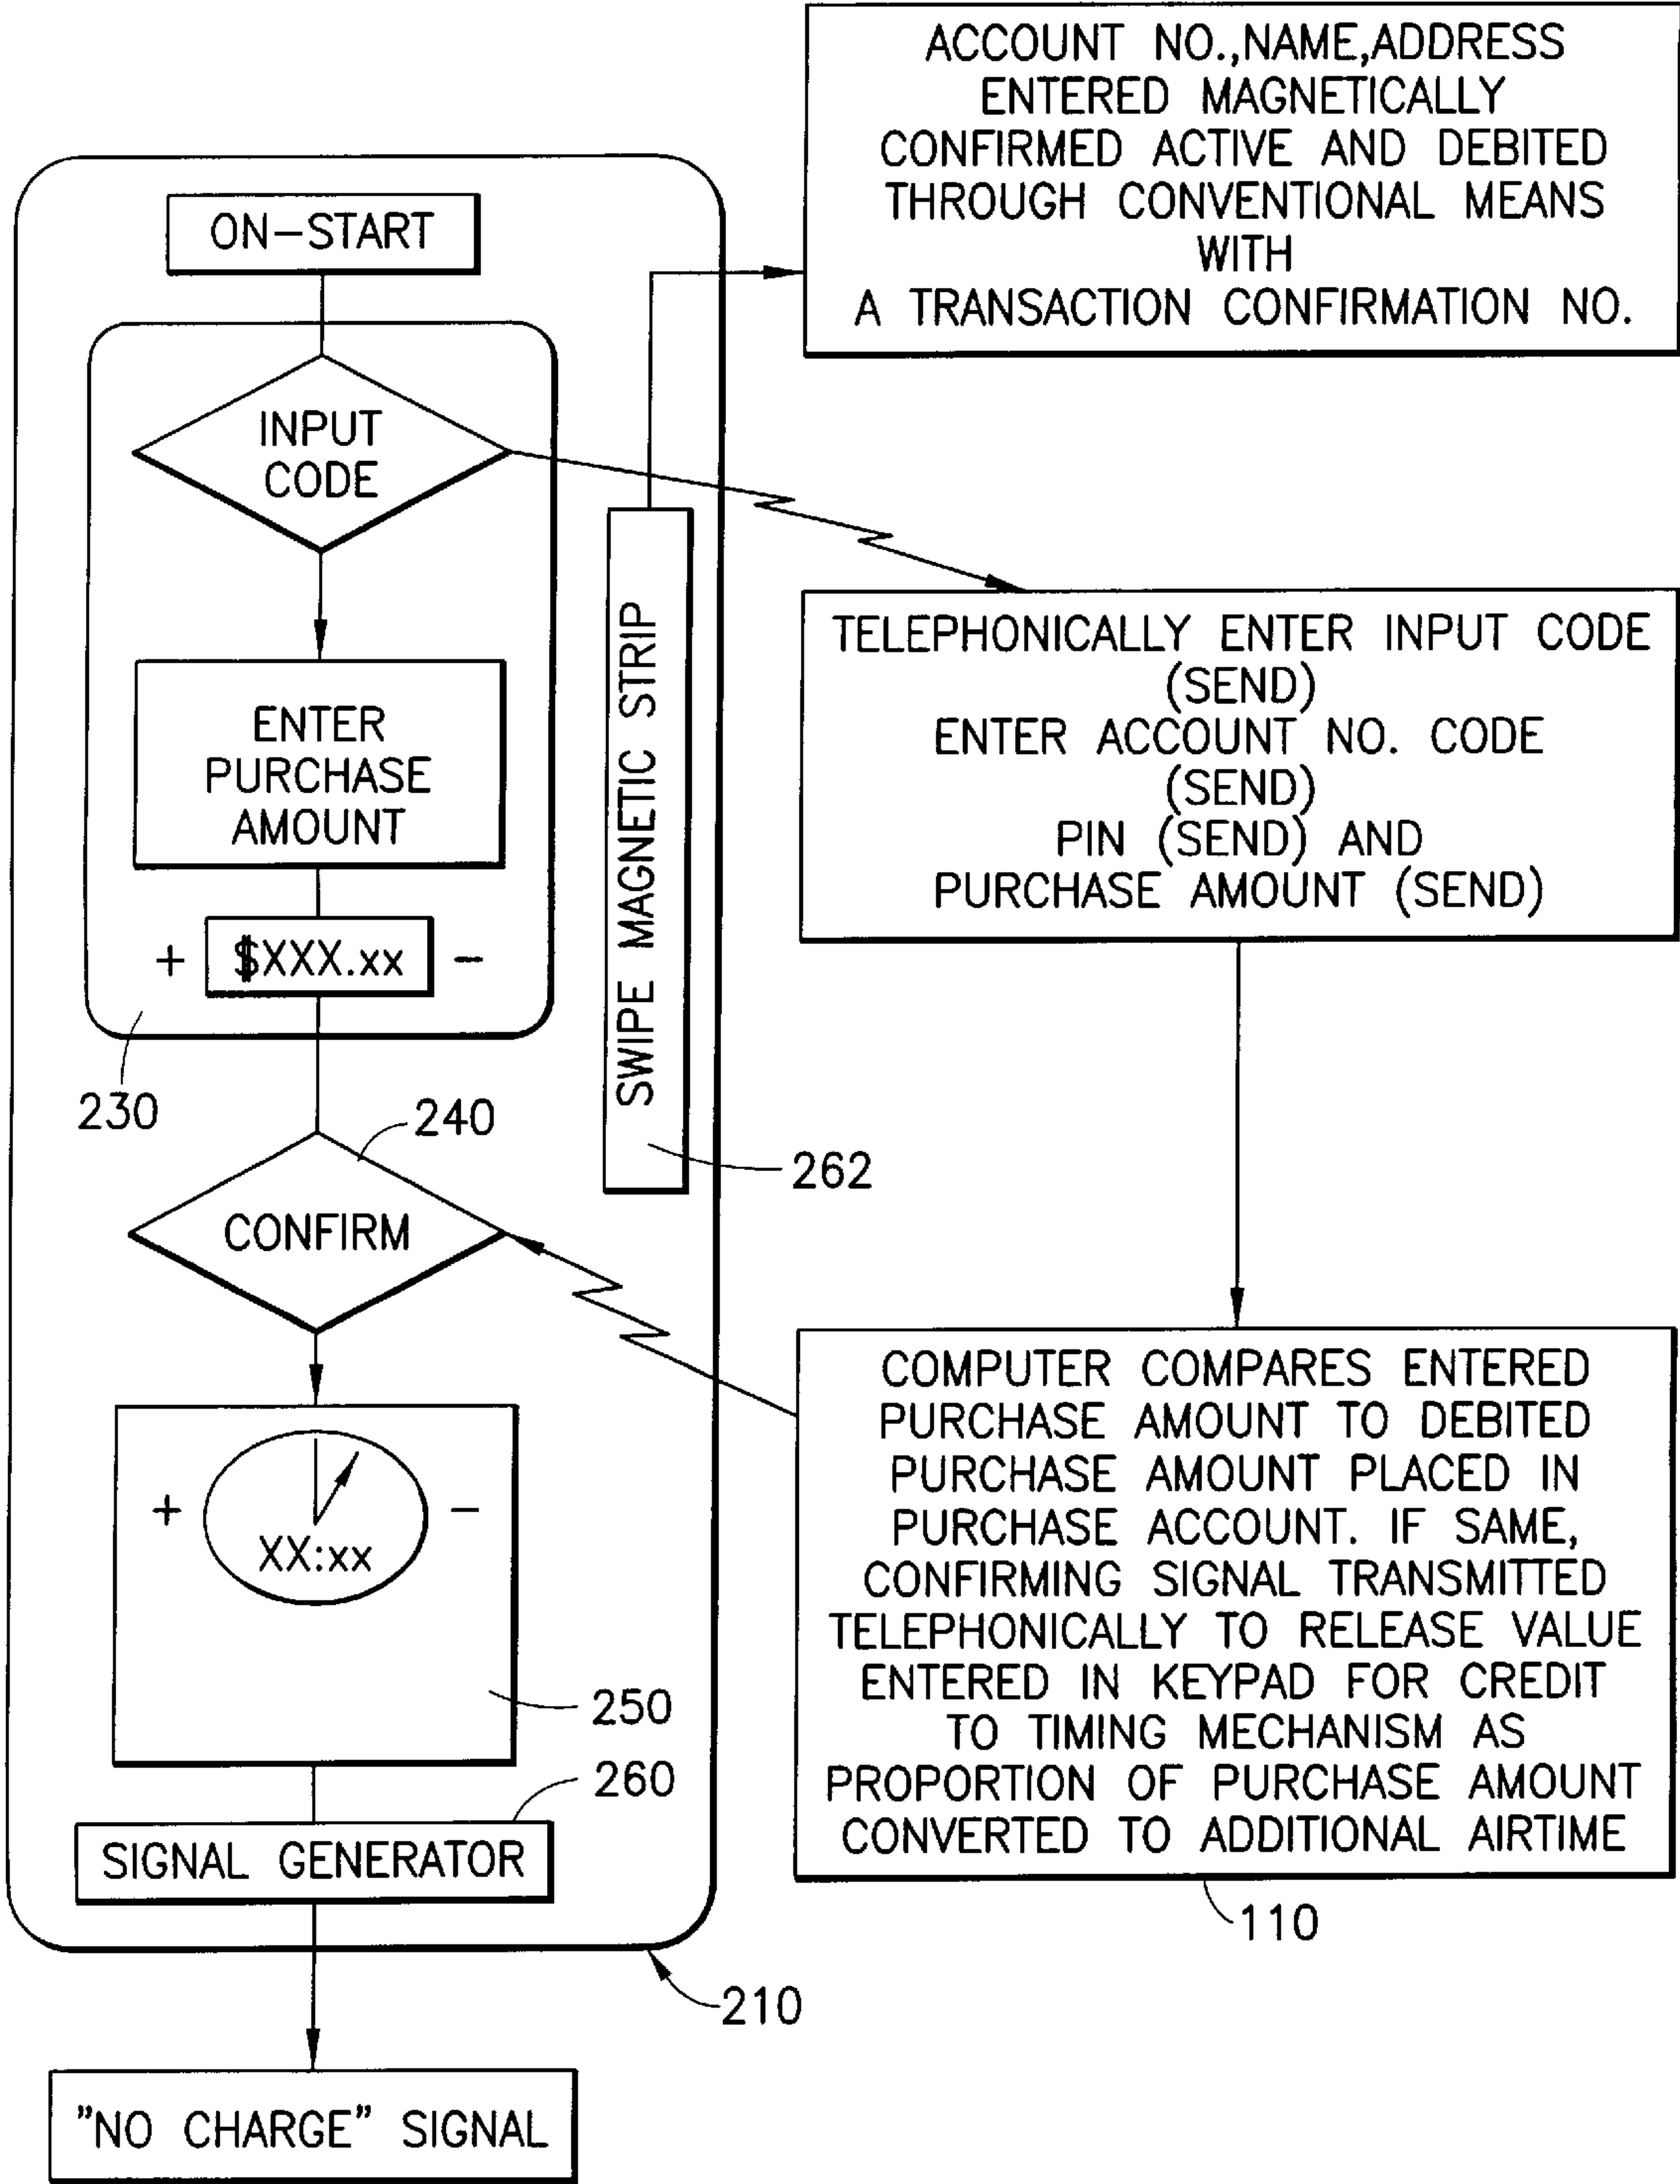 ACCOUNT NO.,NAME,ADDRESS
ENTERED MAGNETICALLY
CONFIRMED ACTIVE AND DEBITED
THROUGH CONVENTIONAL MEANS
WITH
A TRANSACTION CONFIRMATION NO.
ON-START
INPUT
CODE
ENTER
PURCHASE
AMOUNT
+ $XXX.xx -
230
SWIPE MAGNETIC STRIP
262
TELEPHONICALLY ENTER INPUT CODE
(SEND)
ENTER ACCOUNT NO. CODE
(SEND)
PIN (SEND) AND
PURCHASE AMOUNT (SEND)
240
CONFIRM
+ -
XX:xx
250
260
SIGNAL GENERATOR
COMPUTER COMPARES ENTERED
PURCHASE AMOUNT TO DEBITED
PURCHASE AMOUNT PLACED IN
PURCHASE ACCOUNT. IF SAME,
CONFIRMING SIGNAL TRANSMITTED
TELEPHONICALLY TO RELEASE VALUE
ENTERED IN KEYPAD FOR CREDIT
TO TIMING MECHANISM AS
PROPORTION OF PURCHASE AMOUNT
CONVERTED TO ADDITIONAL AIRTIME
110
210
"NO CHARGE" SIGNAL